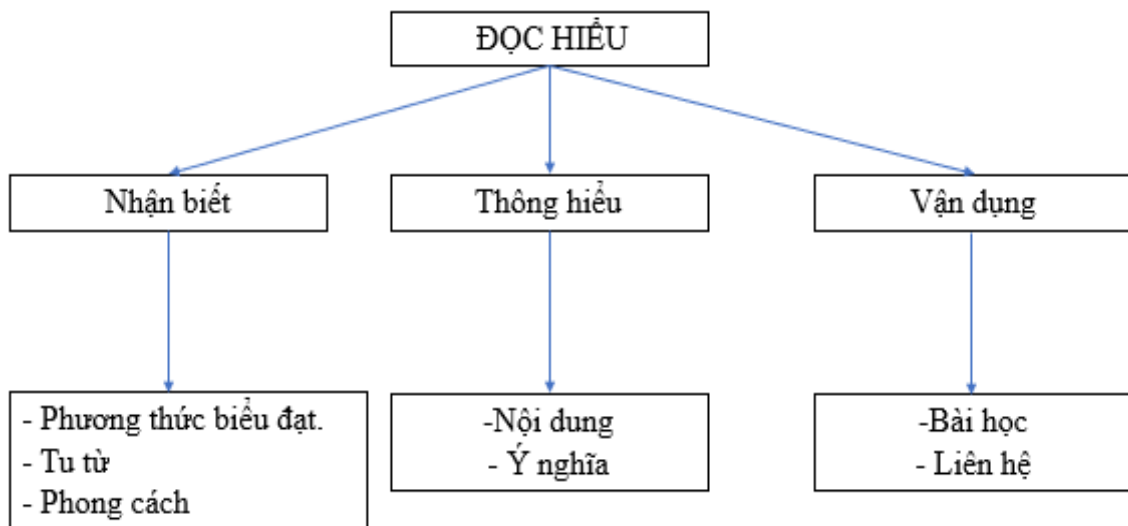 ĐỌC HIỂU
Nhận biết
Thông hiểu
Vận dụng
- Phương thức biểu đạt.
- Tu từ
- Phong cách
-Nội dung
- Ý nghĩa
-Bài học
- Liên hệ